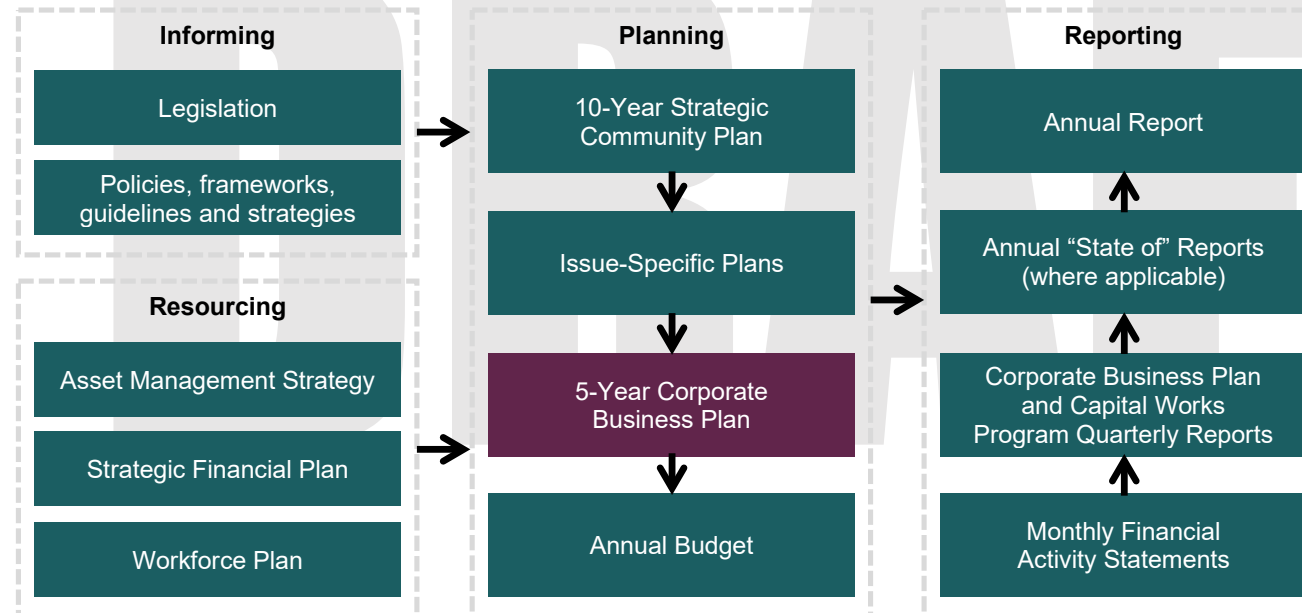 Informing
Legislation
Policies, frameworks,
guidelines and strategies
Resourcing
Asset Management Strategy
Strategic Financial Plan
Workforce Plan
Planning
10-Year Strategic
Community Plan
Issue-Specific Plans
5-Year Corporate
Business Plan
Annual Budget
Reporting
Annual Report
Annual “State of” Reports
(where applicable)
Corporate Business Plan
and Capital Works
Program Quarterly Reports
Monthly Financial
Activity Statements